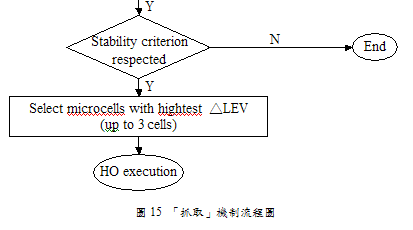 Y
Stability criterion
respected
N
End
Y
Select microcells with hightest △LEV
(up to 3 cells)
HO execution
圖 15 「抓取」機制流程圖